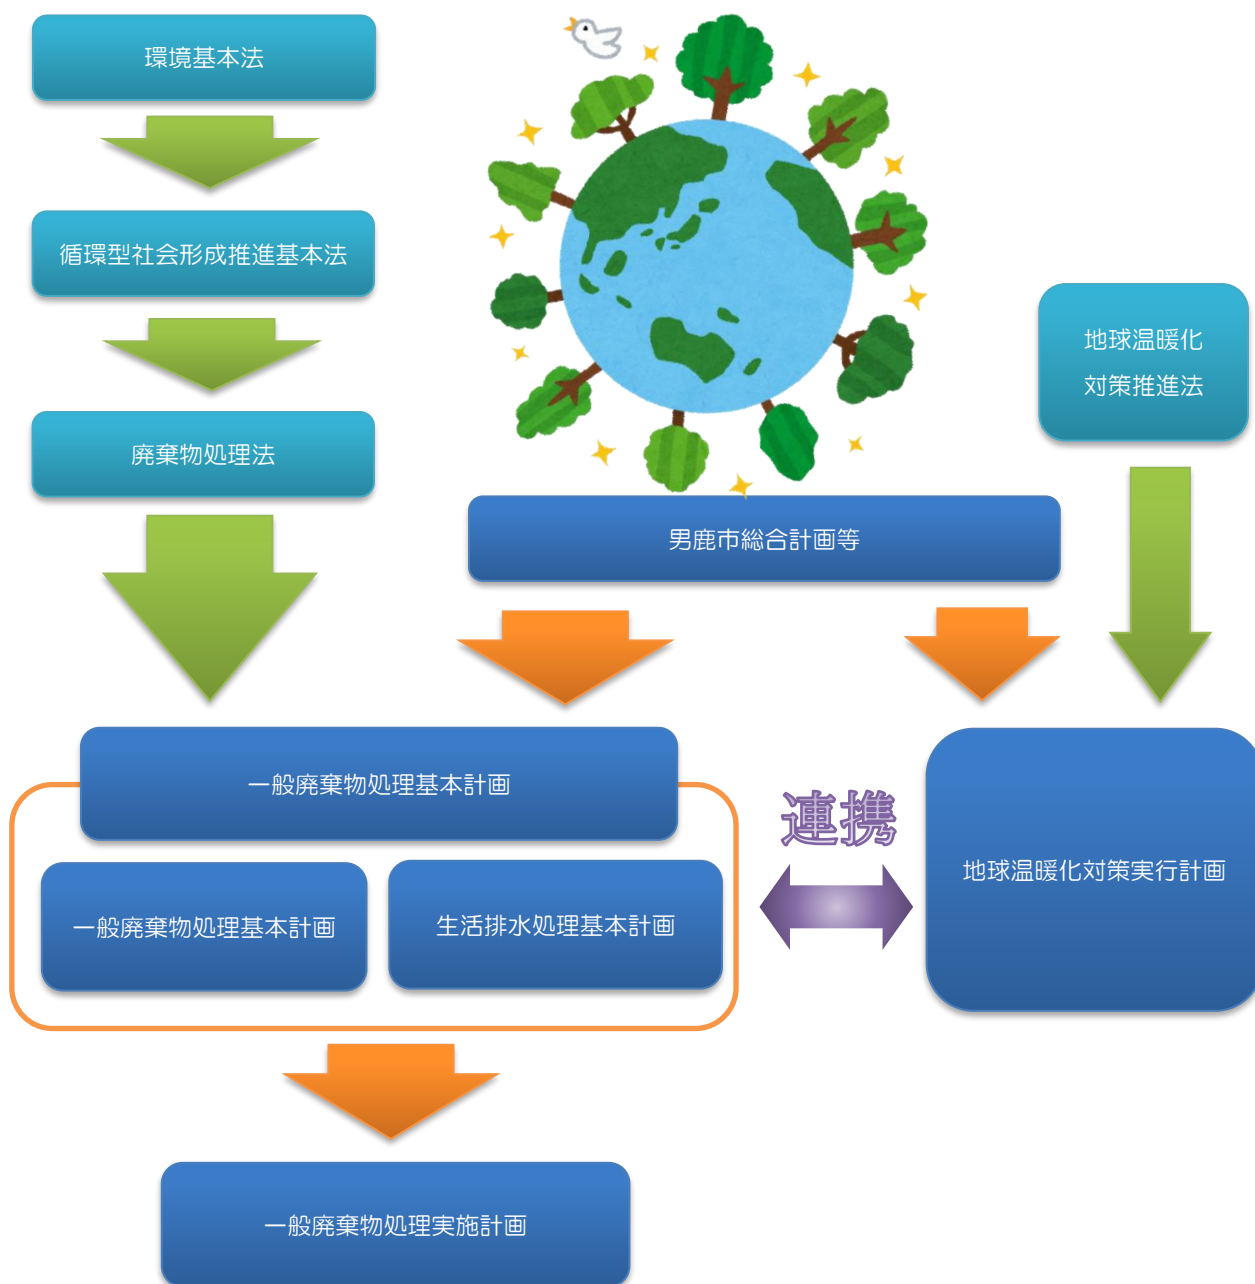 環境基本法
循環型社会形成推進基本法
廃棄物処理法
地球温暖化
対策推進法
男鹿市総合計画等
一般廃棄物処理基本計画
一般廃棄物処理基本計画
生活排水処理基本計画
連携
地球温暖化対策実行計画
一般廃棄物処理実施計画